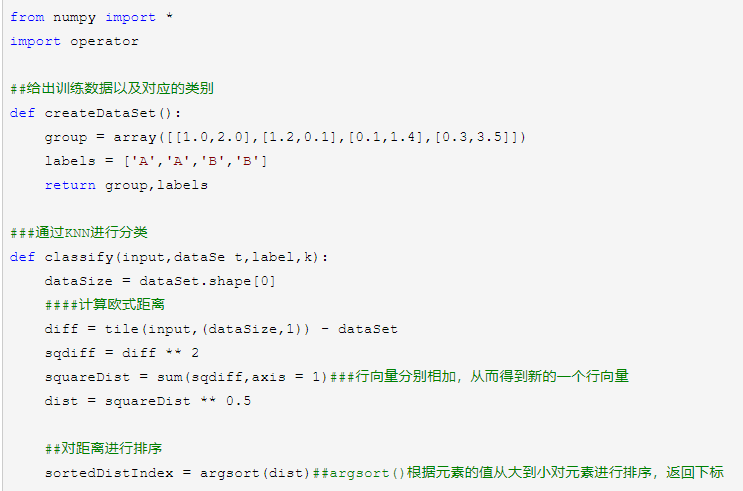 from numpy import *
import operator
##给出训练数据以及对应的类别
def createDataSet():
    group = array([[1.0,2.0],[1.2,0.1],[0.1,1.4],[0.3,3.5]])
    labels = ['A','A','B','B']
    return group,labels
###通过KNN进行分类
def classify(input,dataSe t,label,k):
    dataSize = dataSet.shape[0]
    ####计算欧式距离
    diff = tile(input,(dataSize,1)) - dataSet
    sqdiff = diff ** 2
    squareDist = sum(sqdiff,axis = 1)###行向量分别相加，从而得到新的一个行向量
    dist = squareDist ** 0.5
    ##对距离进行排序
    sortedDistIndex = argsort(dist)##argsort()根据元素的值从大到小对元素进行排序，返回下标